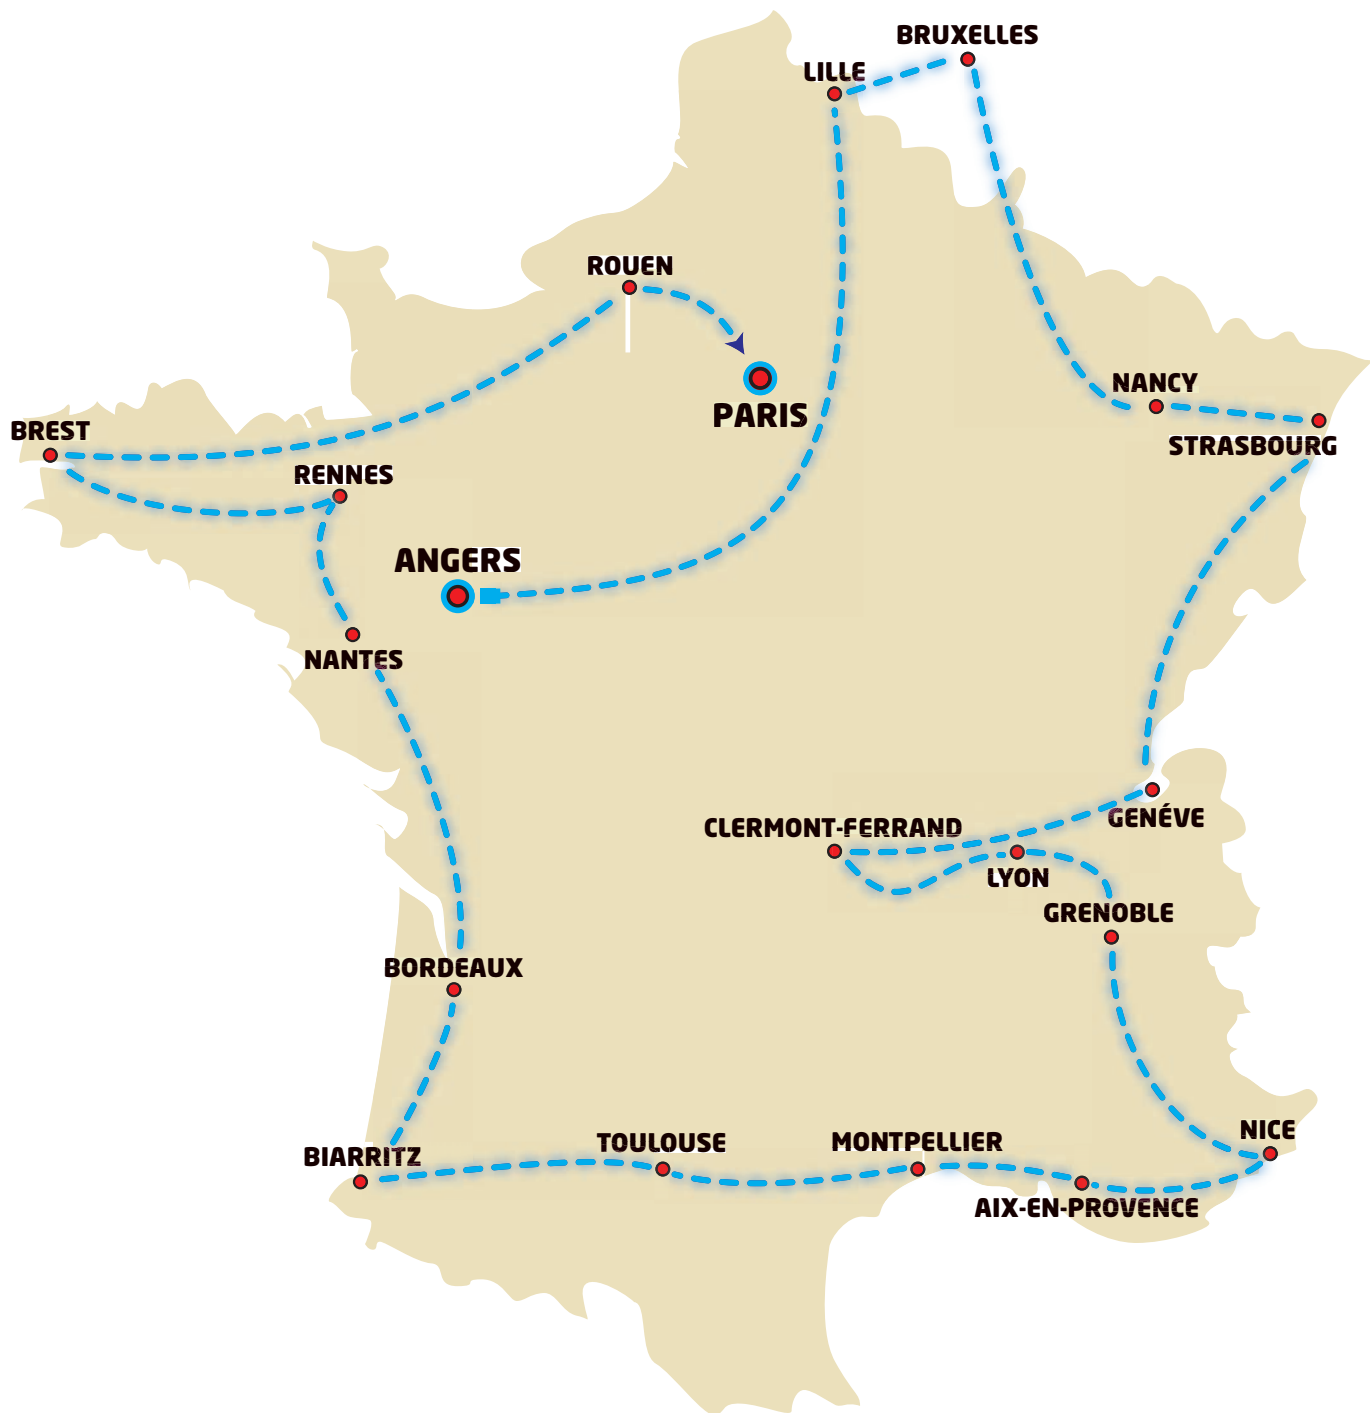 BRUXELLES
LILLE
ROUEN
NANCY
PARIS
BREST
STRASBOURG
RENNES
ANGERS
NANTES
GENÉVE
CLERMONT-FERRAND
LYON
GRENOBLE
BORDEAUX
NICE
TOULOUSE
MONTPELLIER
BIARRITZ
AIX-EN-PROVENCE